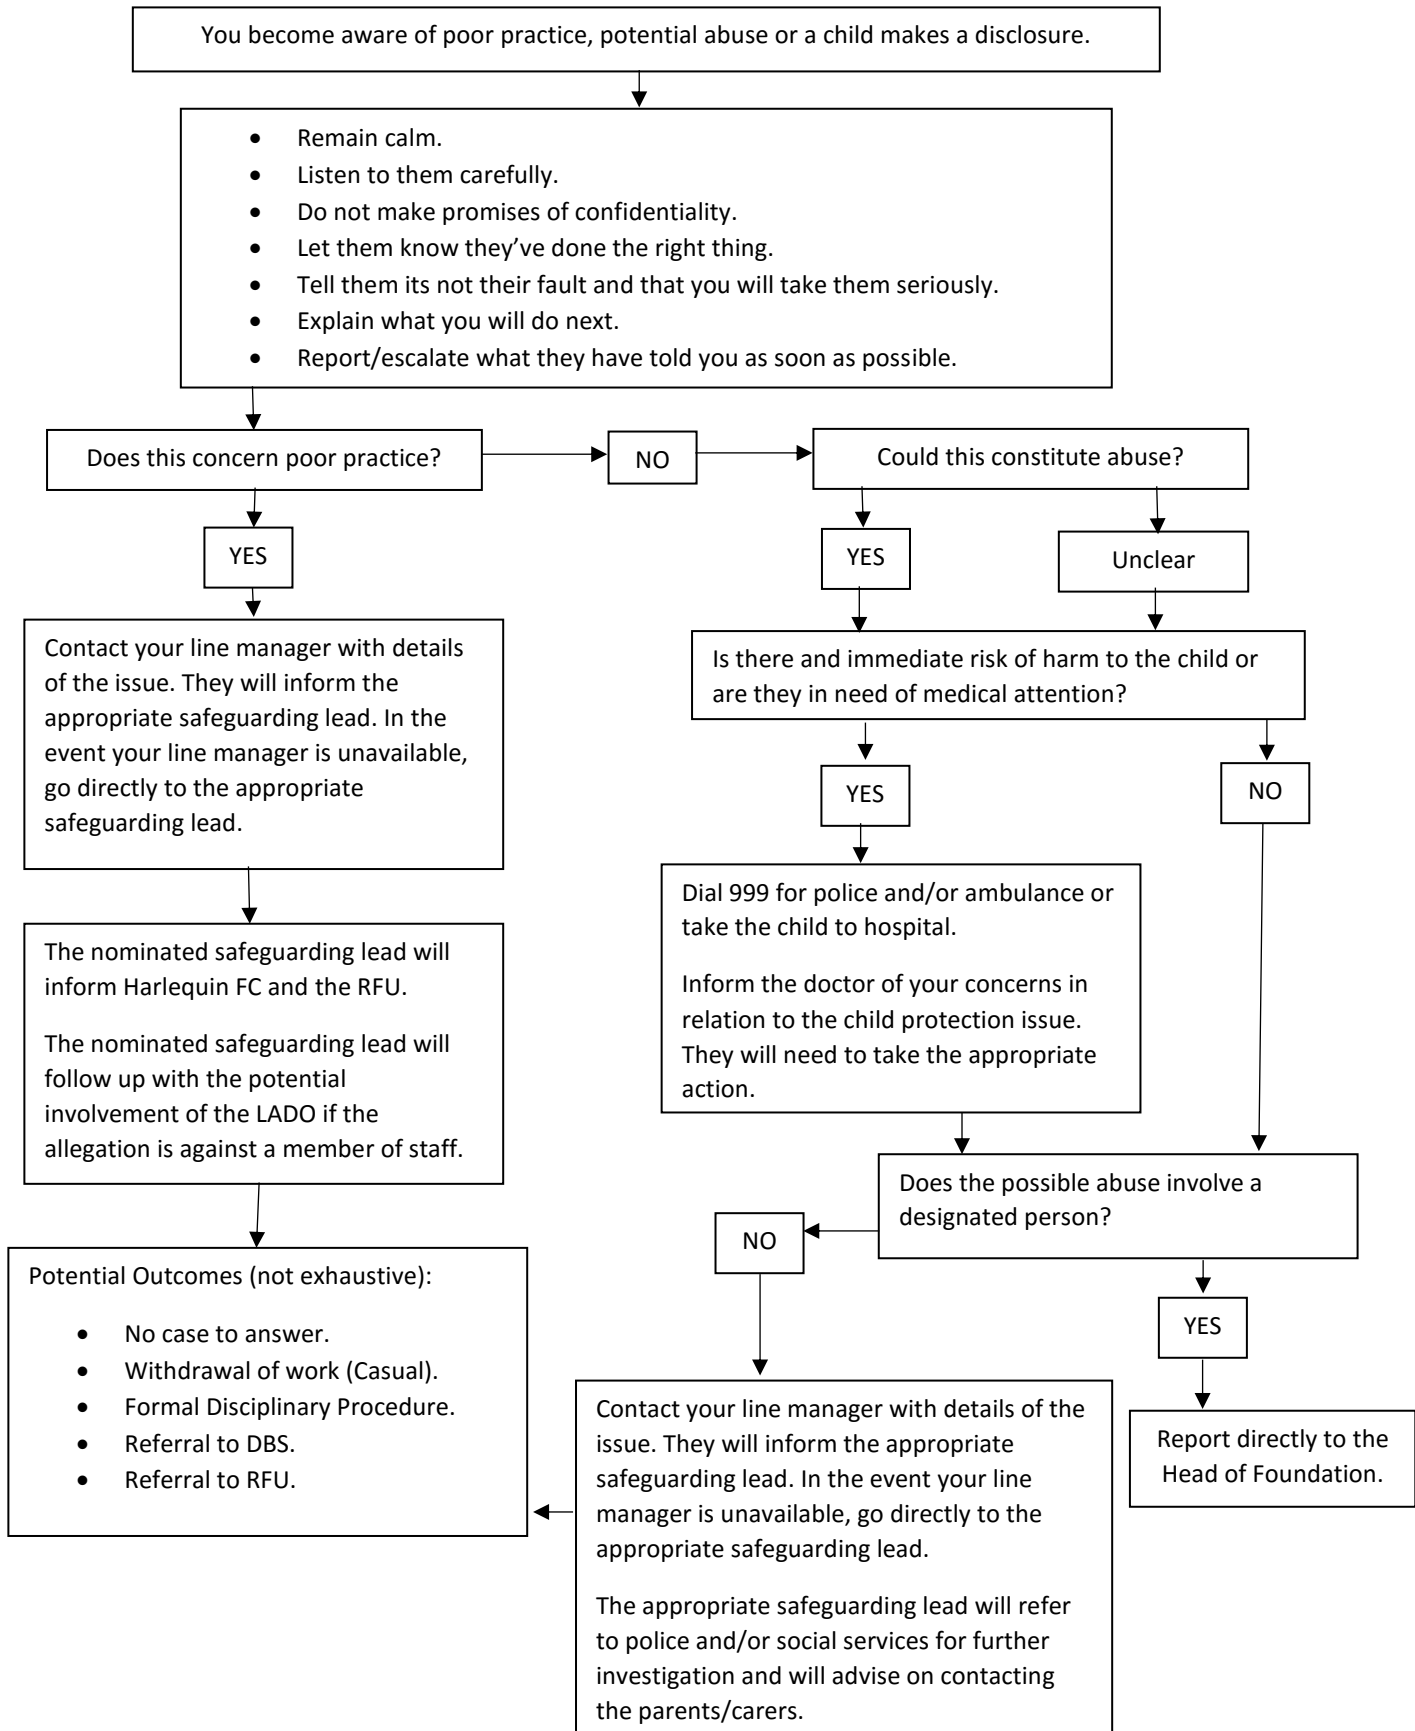 You become aware of poor practice, potential abuse or a child makes a disclosure.
• Remain calm.
• Listen to them carefully.
• Do not make promises of confidentiality.
• Let them know they’ve done the right thing.
• Tell them its not their fault and that you will take them seriously.
• Explain what you will do next.
• Report/escalate what they have told you as soon as possible.
Does this concern poor practice?
NO
Could this constitute abuse?
YES
YES
Unclear
Contact your line manager with details
of the issue. They will inform the
appropriate safeguarding lead. In the
event your line manager is unavailable,
go directly to the appropriate
safeguarding lead.
Is there and immediate risk of harm to the child or
are they in need of medical attention?
YES
NO
Dial 999 for police and/or ambulance or
take the child to hospital.
Inform the doctor of your concerns in
relation to the child protection issue.
They will need to take the appropriate
action.
The nominated safeguarding lead will
inform Harlequin FC and the RFU.
The nominated safeguarding lead will
follow up with the potential
involvement of the LADO if the
allegation is against a member of staff.
Does the possible abuse involve a
designated person?
NO
YES
Potential Outcomes (not exhaustive):
• No case to answer.
• Withdrawal of work (Casual).
• Formal Disciplinary Procedure.
• Referral to DBS.
• Referral to RFU.
Contact your line manager with details of the
issue. They will inform the appropriate
safeguarding lead. In the event your line
manager is unavailable, go directly to the
appropriate safeguarding lead.
The appropriate safeguarding lead will refer
to police and/or social services for further
investigation and will advise on contacting
the parents/carers.
Report directly to the
Head of Foundation.